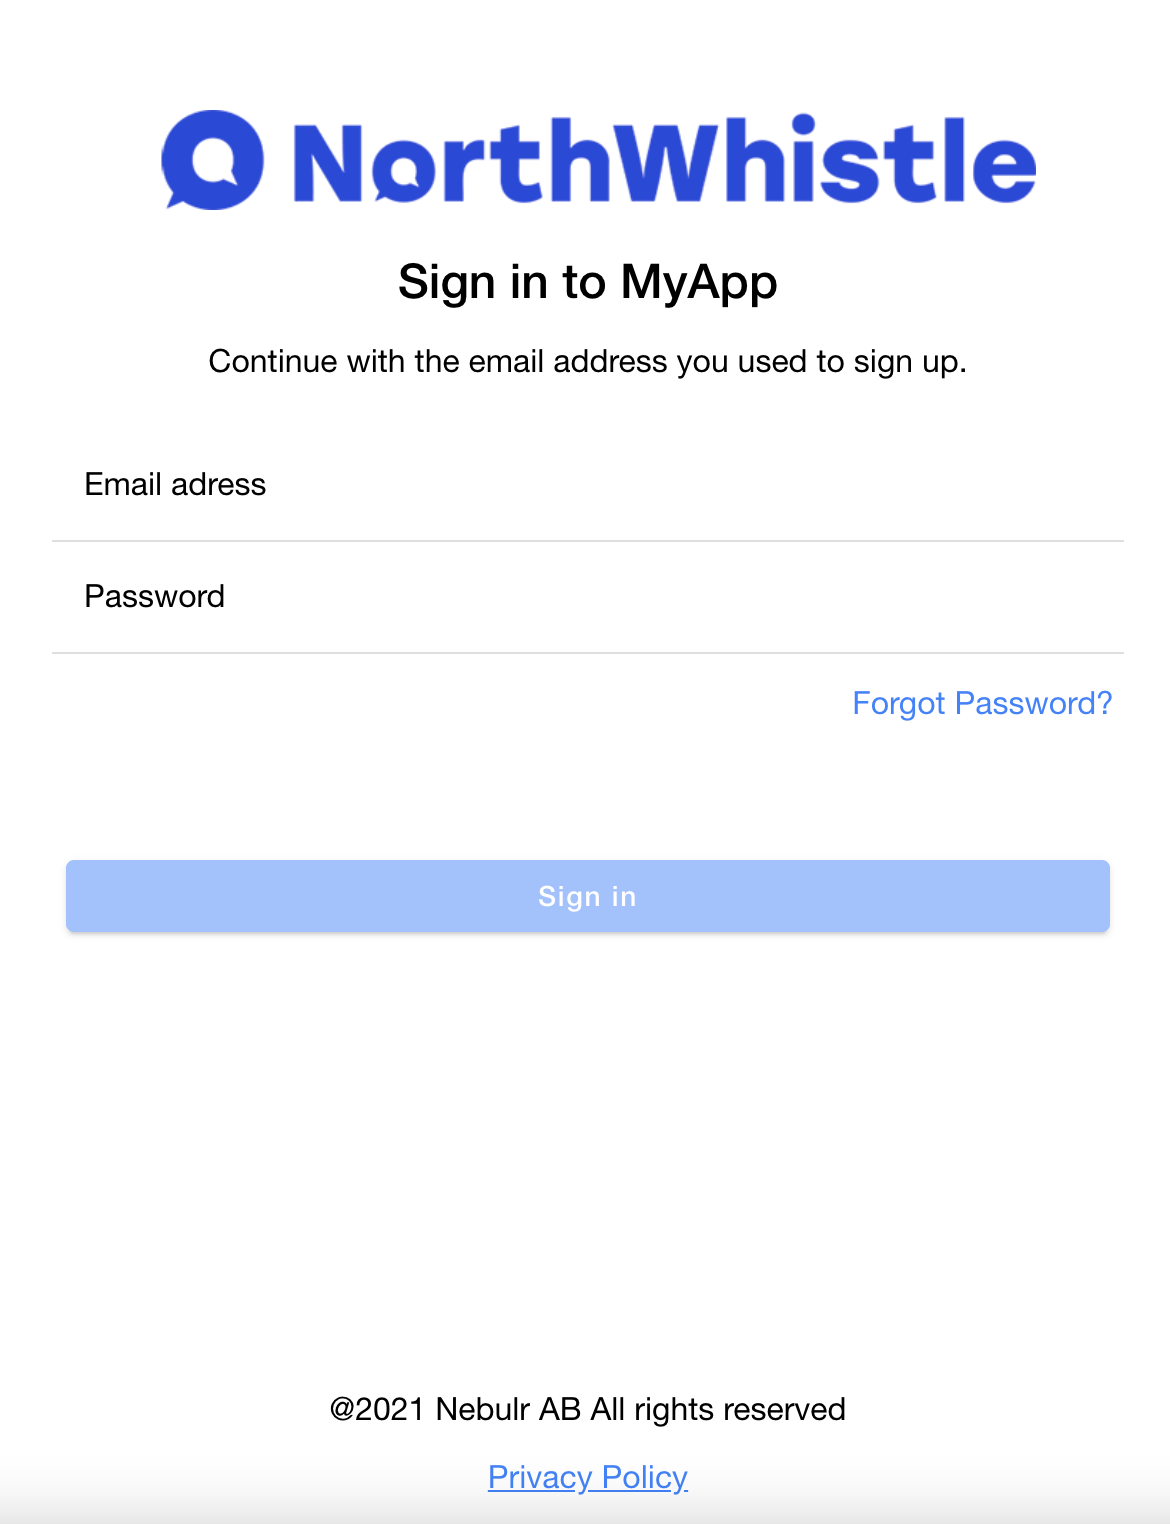 NorthWhistle
Sign in to MyApp
Continue with the email address you used to sign up.
Email adress
Password
Forgot Password?
Sign in
@2021 Nebulr AB All rights reserved
Privacy Policy